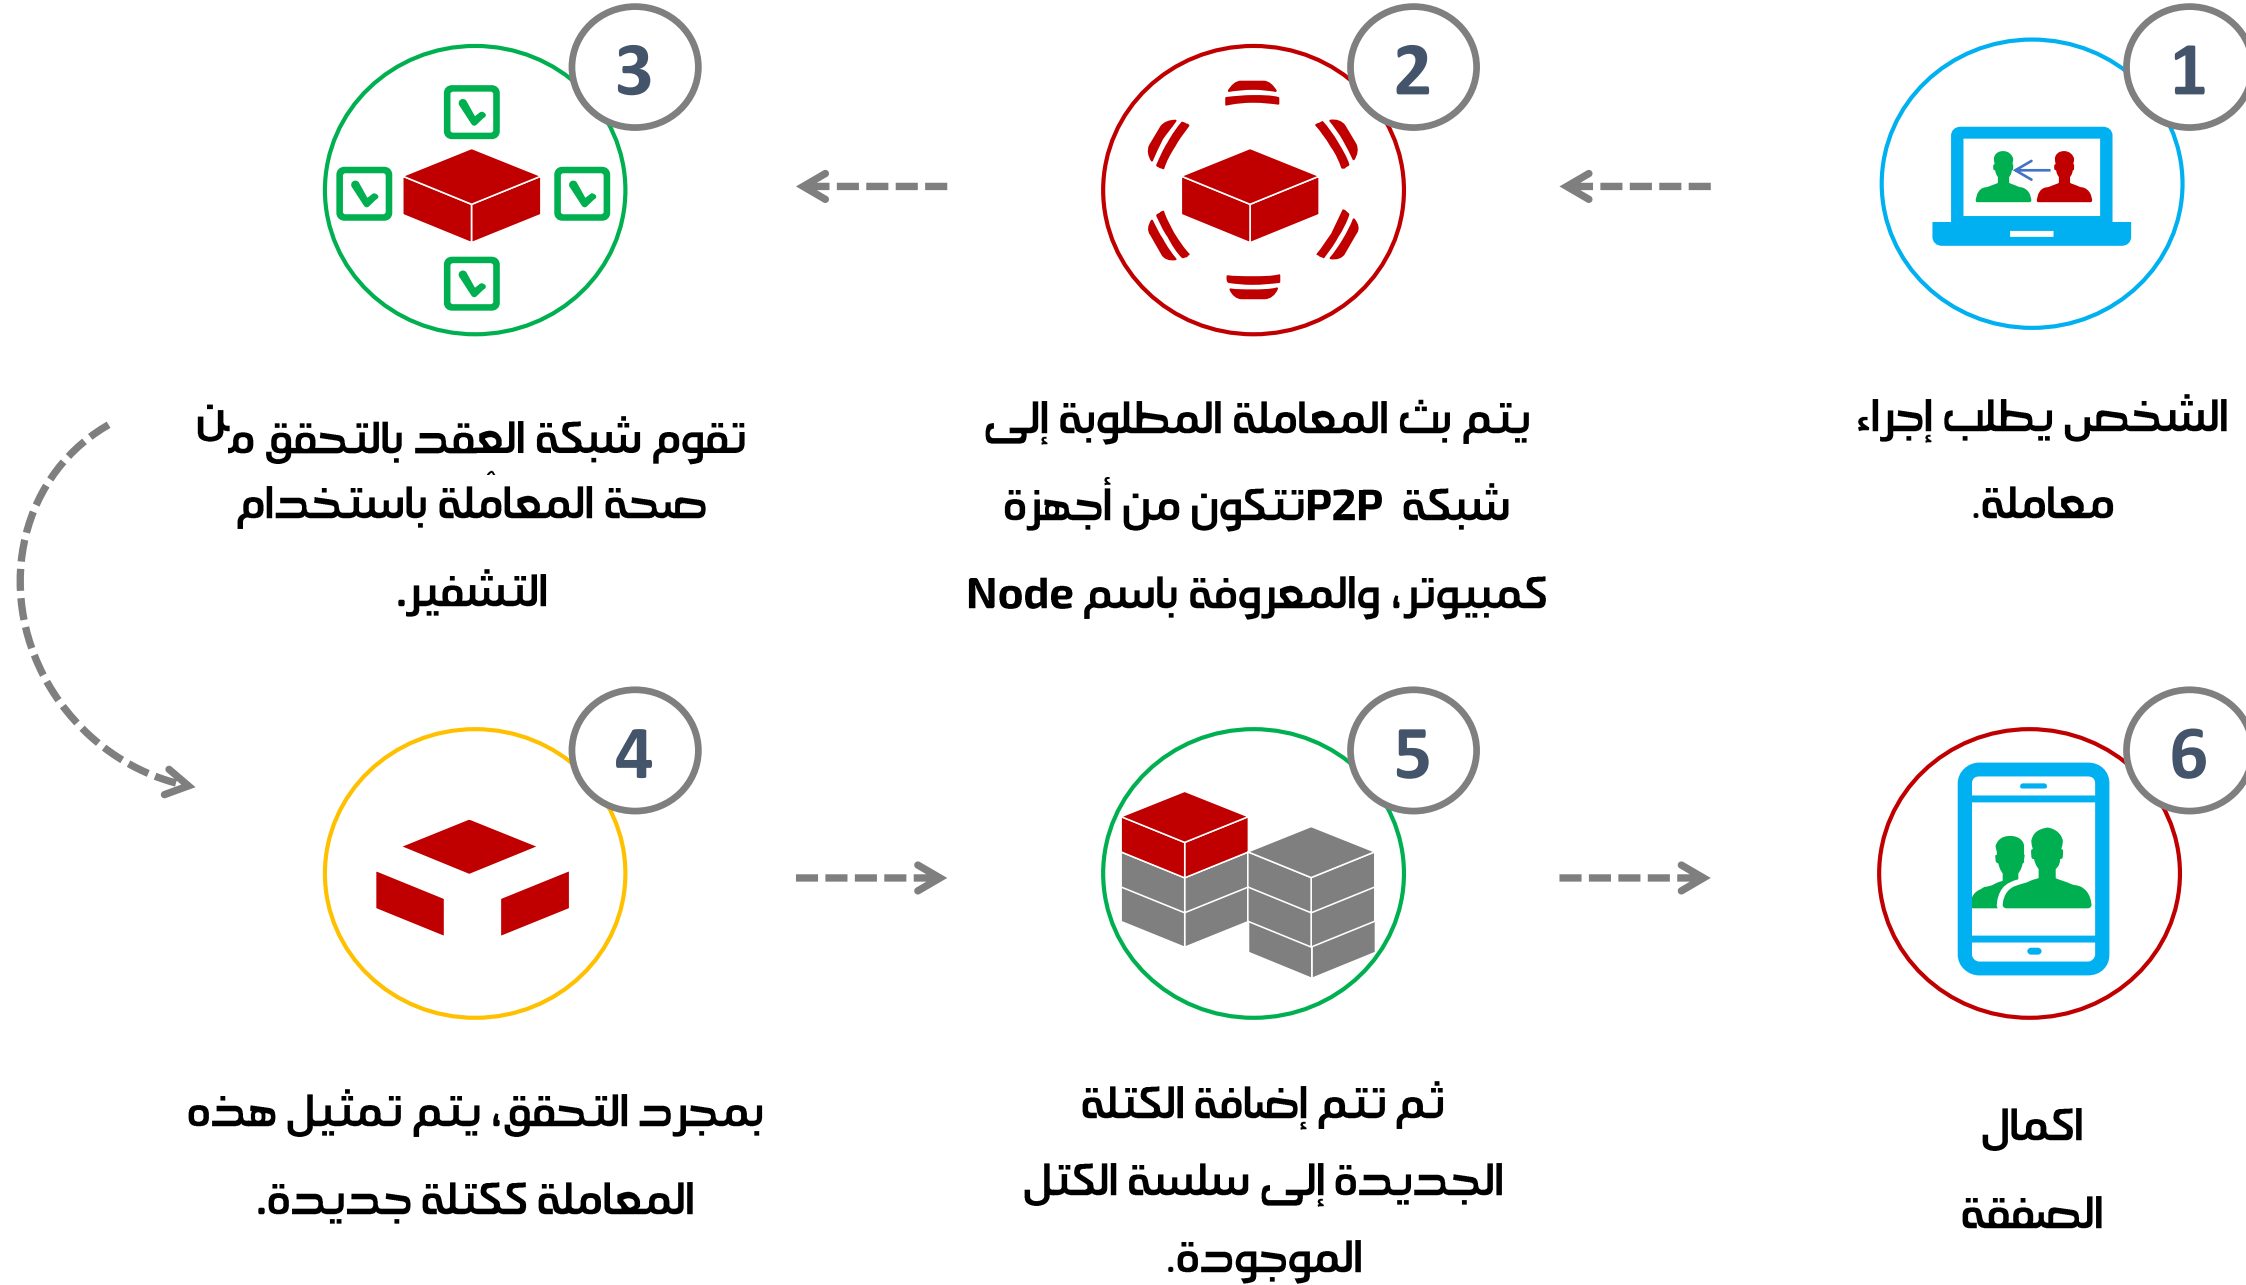 1
الشخص يطلب إجراء
معاملة.
2
يتم بث المعاملة المطلوبة إلى
شبكة P2Pتتكون من أجهزة
كمبيوتر، والمعروفة باسم Node
3
تقوم شبكة العقد بالتحقق من
صحة المعاملة باستخدام
التشفير.
4
بمجرد التحقق، يتم تمثيل هذه
المعاملة ككتلة جديدة.
5
ثم تتم إضافة الكتلة
الجديدة إلى سلسة الكتل
الموجودة.
6
اكمال
الصفقة